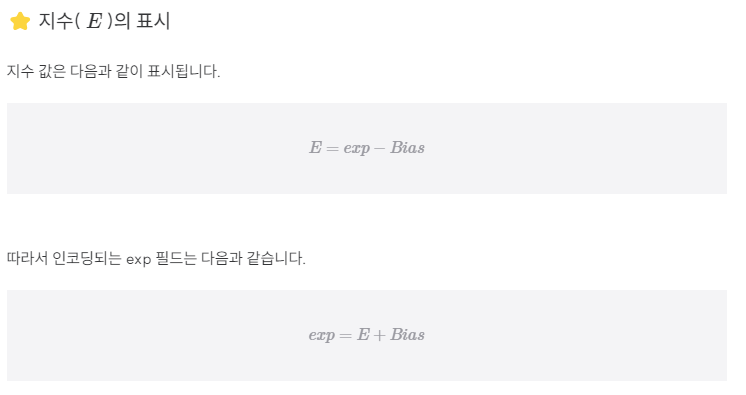 ⭐ 지수( E )의 표시
지수 값은 다음과 같이 표시됩니다.
E = exp − Bias
따라서 인코딩되는 exp 필드는 다음과 같습니다.
exp = E + Bias